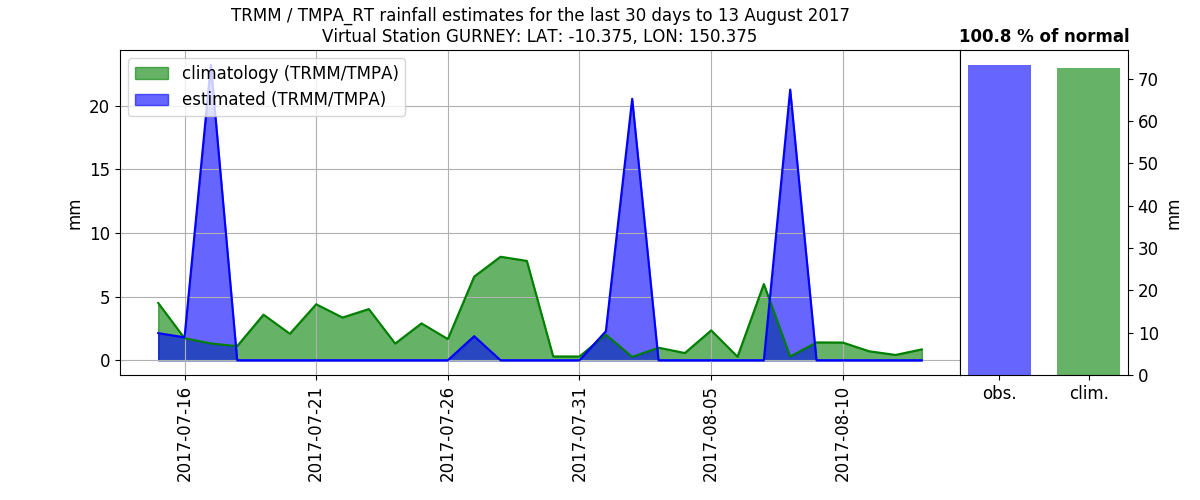 TRMM / TMPA_RT rainfall estimates for the last 30 days to 13 August 2017
Virtual Station GURNEY: LAT: -10.375, LON: 150.375
100.8 % of normal
climatology (TRMM/TMPA)
estimated (TRMM/TMPA)
20
15
10
5
0
mm
2017-07-16
2017-07-21
2017-07-26
2017-07-31
2017-08-05
2017-08-10
70
60
50
40
30
20
10
0
mm
obs.
clim.